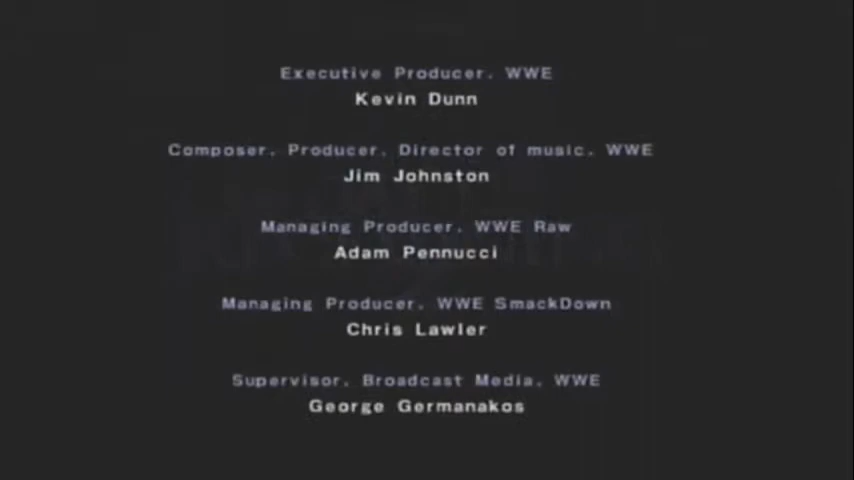 Executive Producer, WWE
Kevin Dunn
Composer, Producer, Director of music, WWE
Jim Johnston
Managing Producer, WWE Raw
Adam Pennucci
Managing Producer, WWE SmackDown
Chris Lawler
Supervisor, Broadcast Media, WWE
George Germanakos